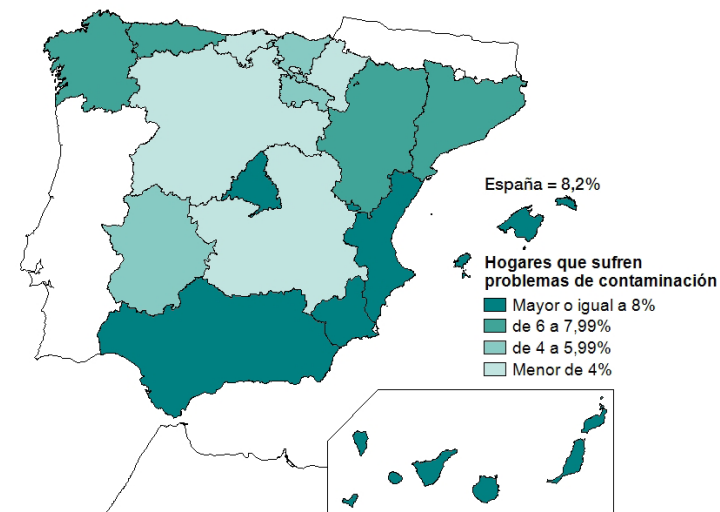 España = 8,2%
Hogares que sufren
problemas de contaminación
Mayor o igual a 8%
de 6 a 7,99%
de 4 a 5,99%
Menor de 4%